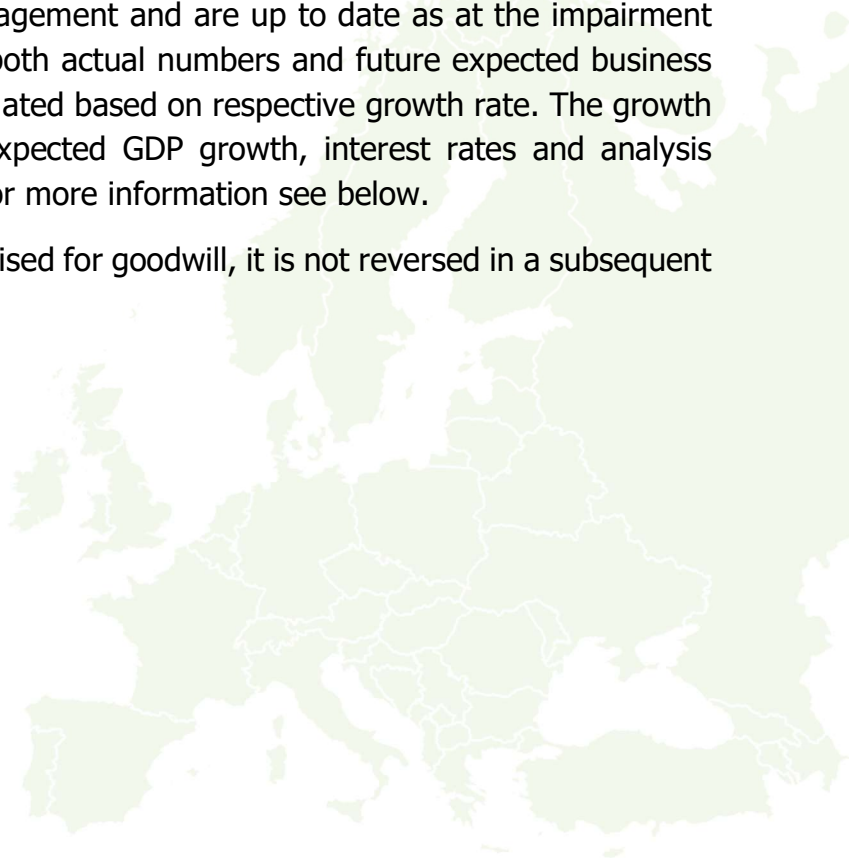 agement and are up to date as at the impairment
both actual numbers and future expected business
ated based on respective growth rate. The growth
xpected GDP growth, interest rates and analysis
or more information see below.
ised for goodwill, it is not reversed in a subsequent